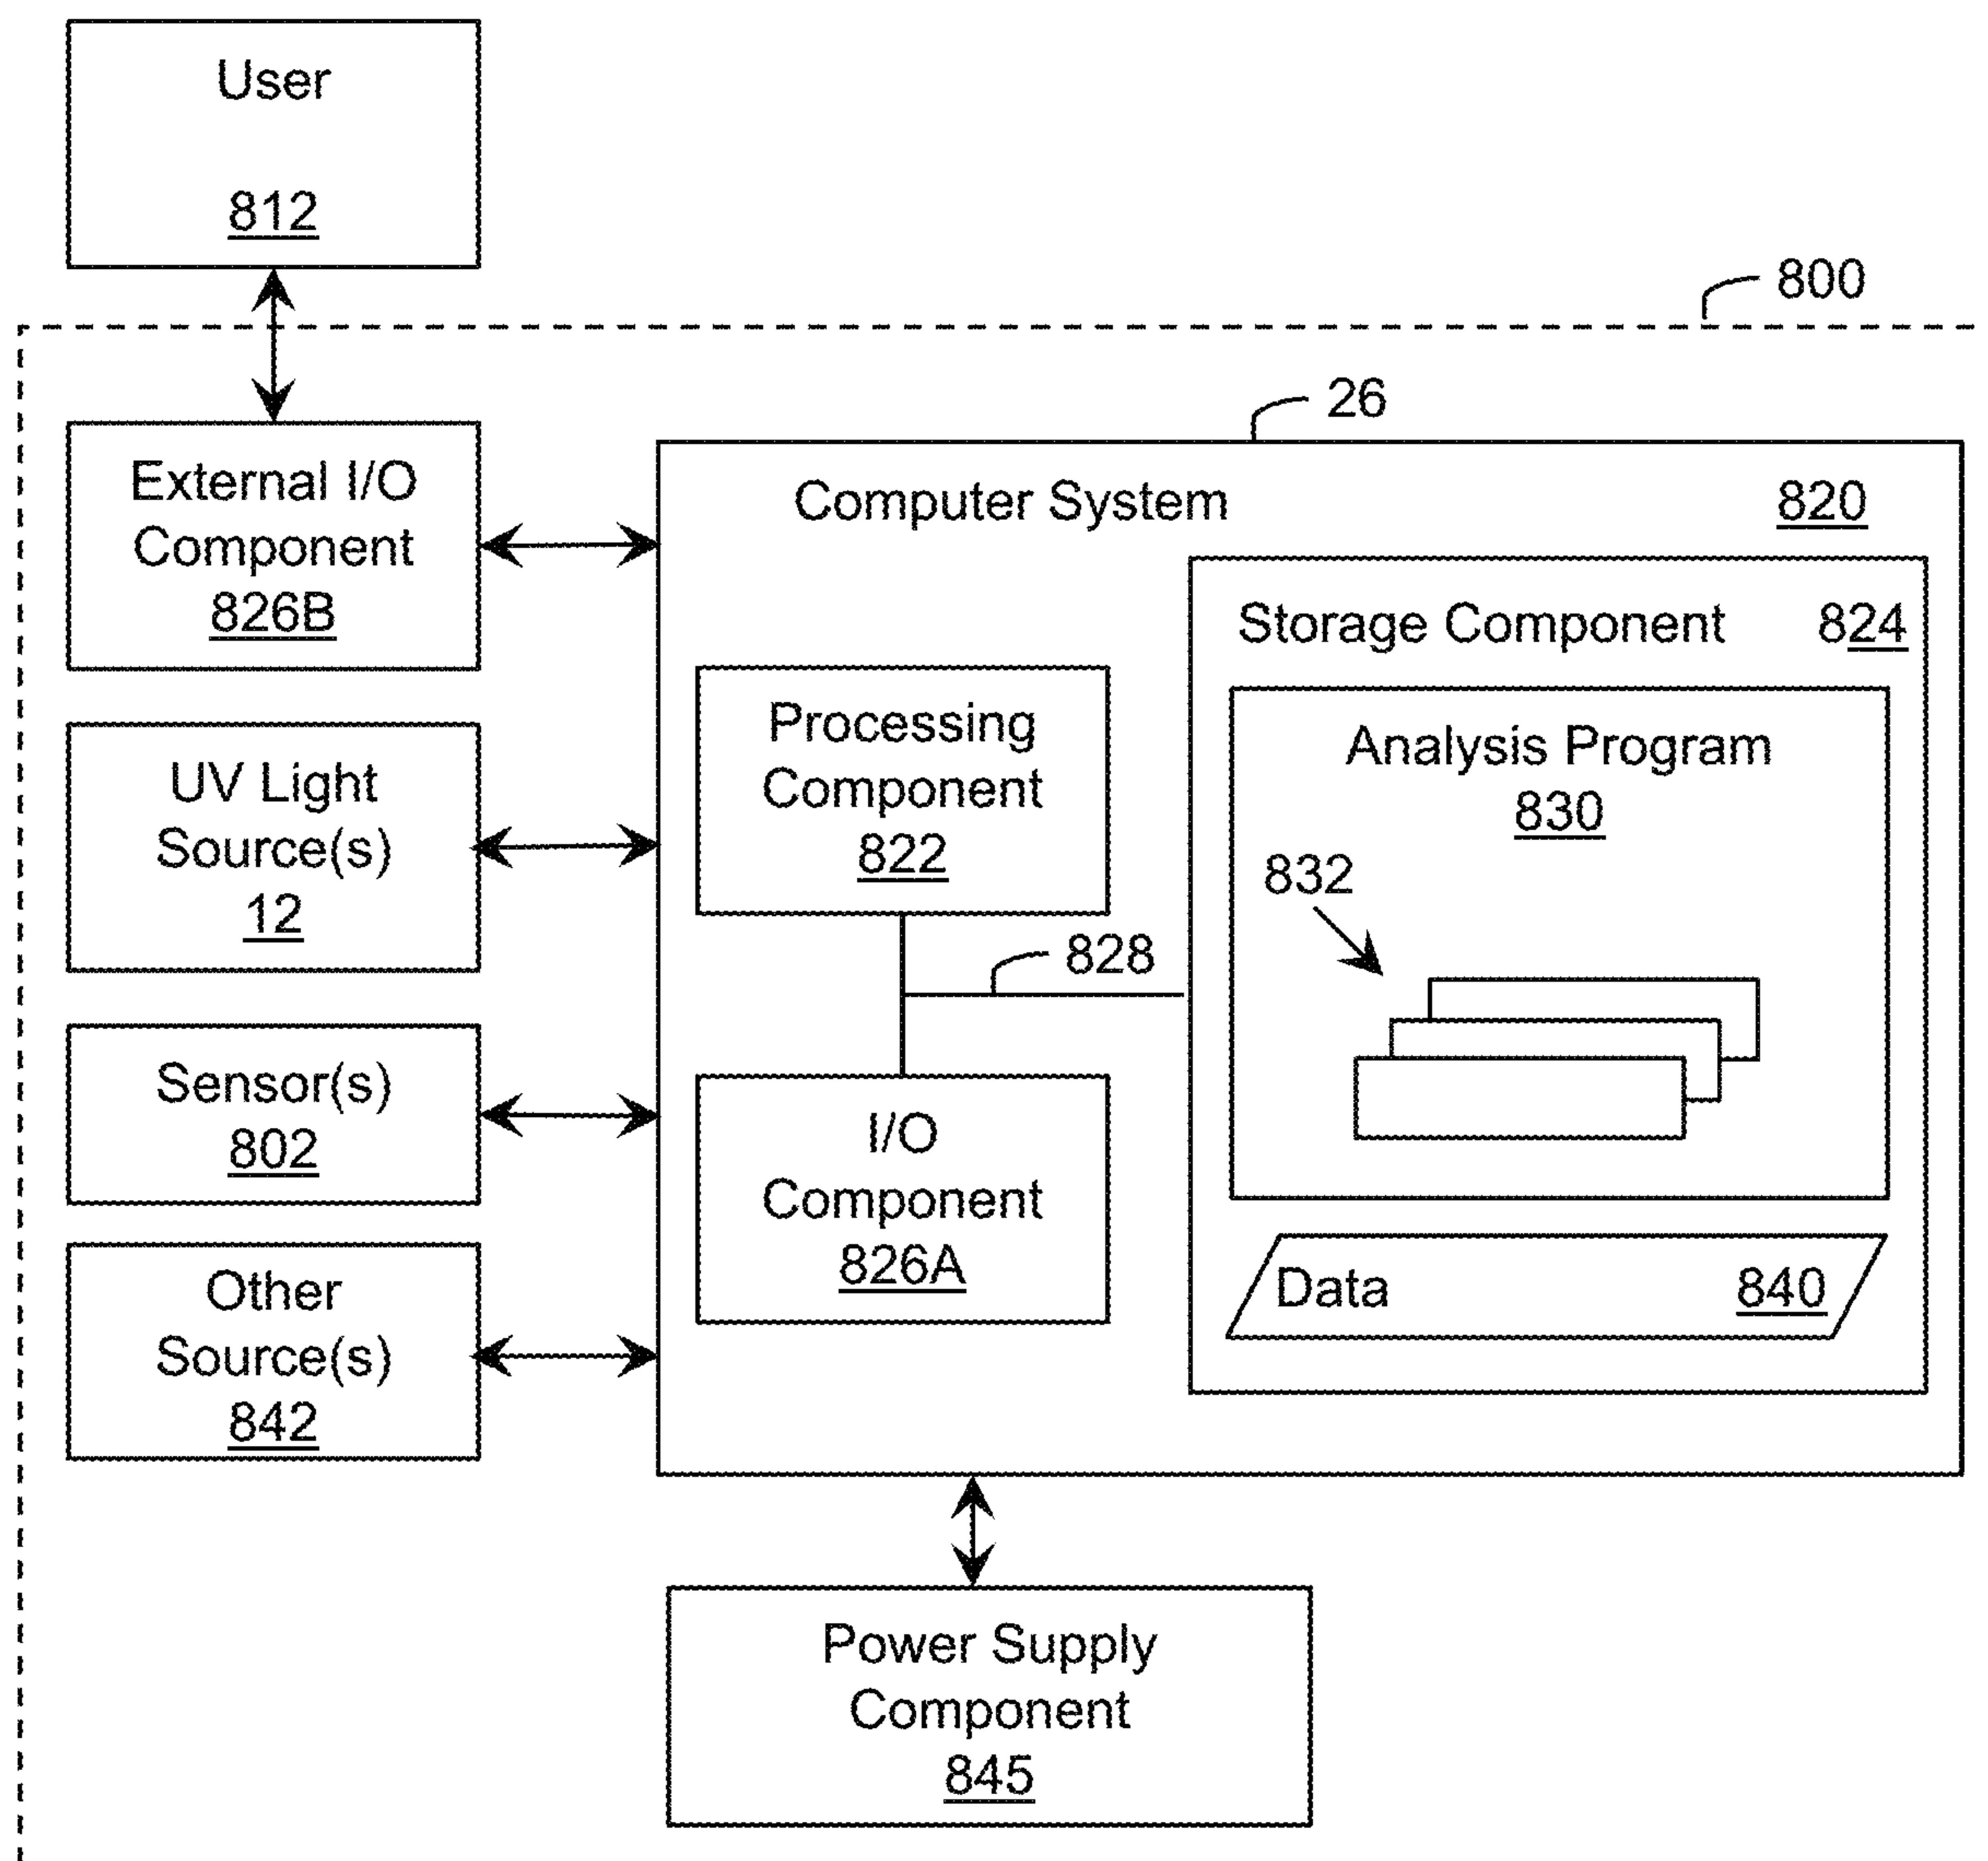 User
812
800
26
External I/O
Component
826B
Computer System
820
Storage Component
824
Processing
Component
822
Analysis Program
830
832
UV Light
Source(s)
12
828
Sensor(s)
802
I/O
Component
826A
Other
Source(s)
842
Data
840
Power Supply
Component
845